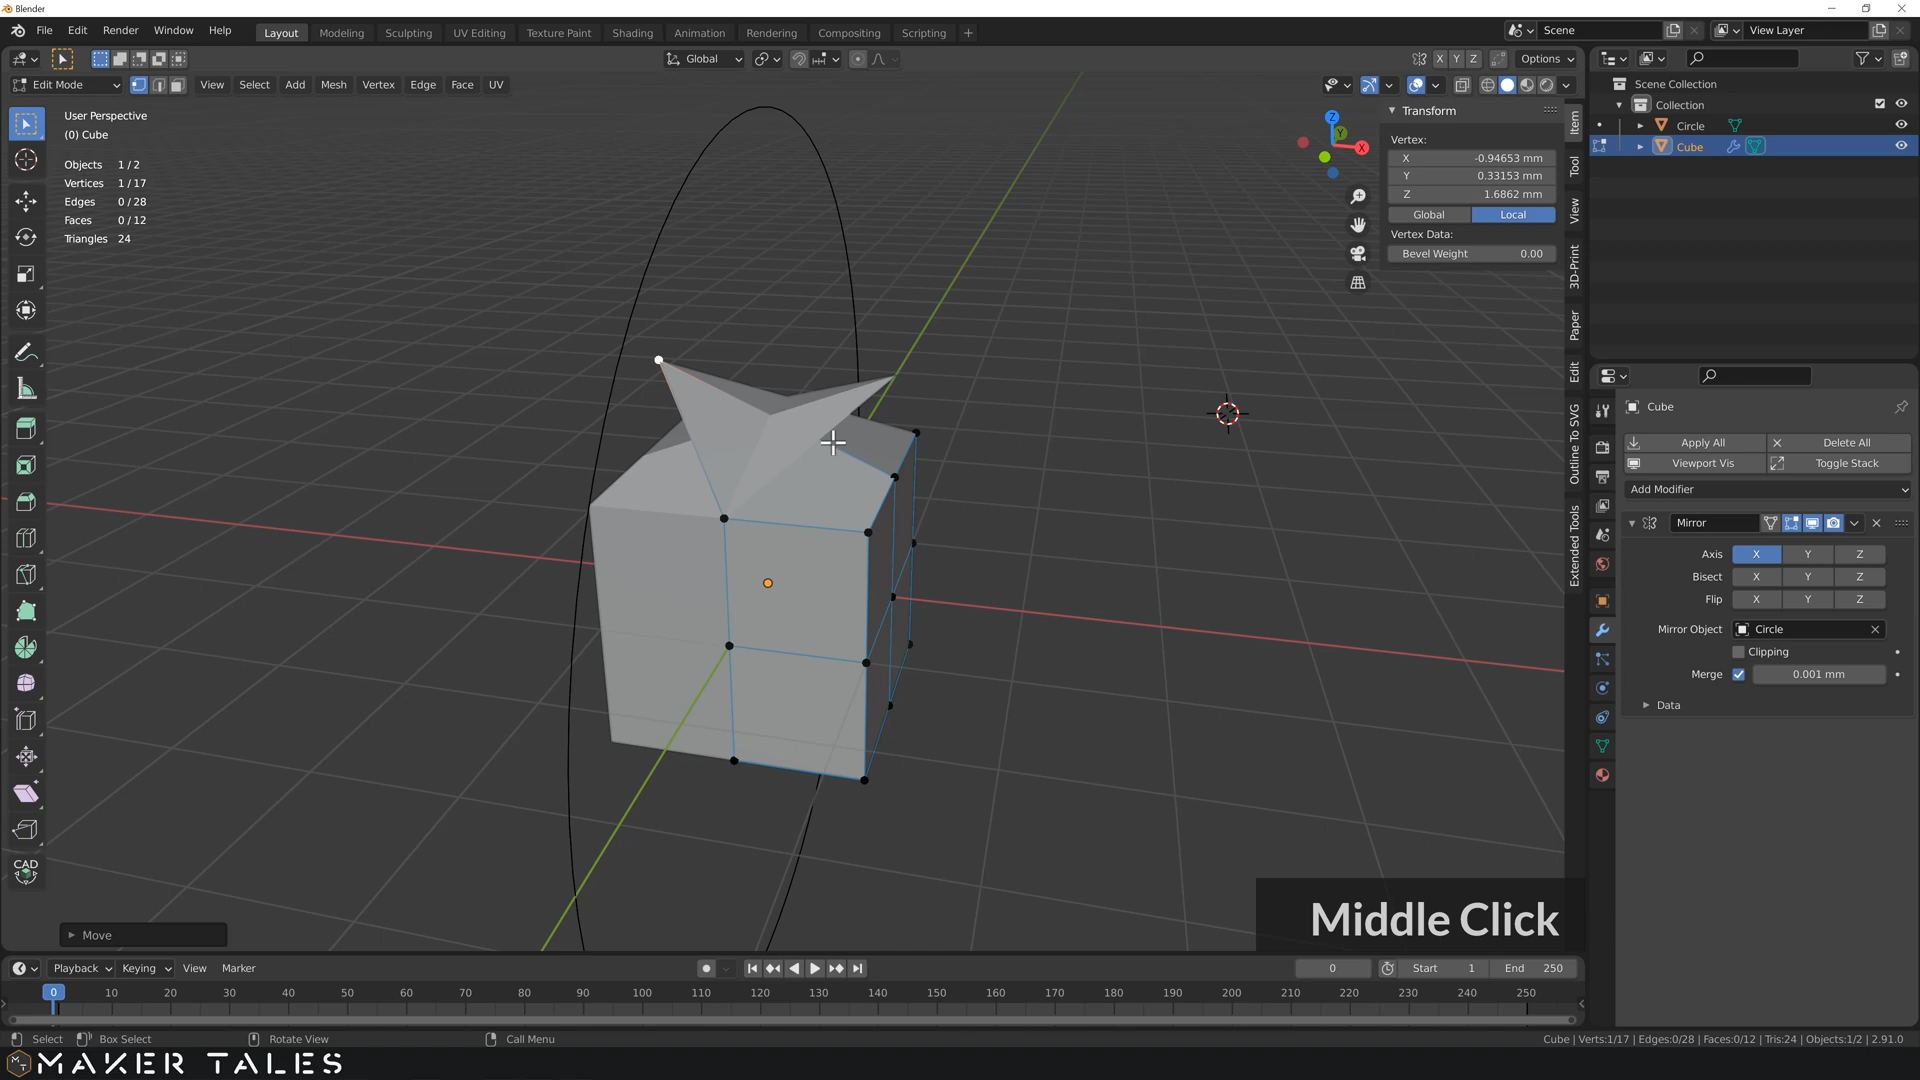 Blender
File Edit Render Window Help
Layout Modeling Sculpting UV Editing Texture Paint Shading Animation Rendering Compositing Scripting +
Scene
View Layer
Global
X Y Z Options
Edit Mode View Select Add Mesh Vertex Edge Face UV
User Perspective
(0) Cube
Objects 1 / 2
Vertices 1 / 17
Edges 0 / 28
Faces 0 / 12
Triangles 24
Z
Y
X
Transform
Vertex:
X -0.94653 mm
Y 0.33153 mm
Z 1.6862 mm
Global Local
Vertex Data:
Bevel Weight 0.00
Item
Tool
View
3D-Print
Paper
Edit
Outline To SVG
Extended Tools
Scene Collection
Collection
Circle
Cube
Cube
Apply All Delete All
Viewport Vis Toggle Stack
Add Modifier
Mirror
Axis X Y Z
Bisect X Y Z
Flip X Y Z
Mirror Object Circle
Clipping
Merge 0.001 mm
Data
CAD
Move
Middle Click
Playback Keying View Marker
0 Start 1 End 250
0 10 20 30 40 50 60 70 80 90 100 110 120 130 140 150 160 170 180 190 200 210 220 230 240 250
Select Box Select Rotate View Call Menu
Cube | Verts:1/17 | Edges:0/28 | Faces:0/12 | Tris:24 | Objects:1/2 | 2.91.0
MAKER TALES